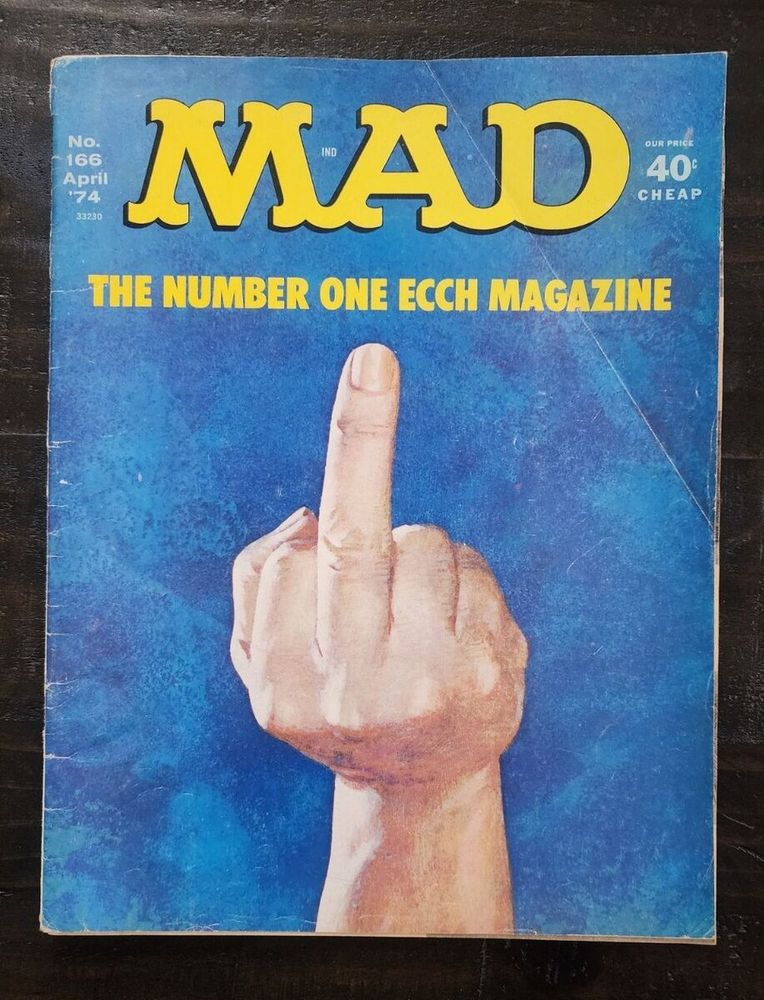 No.
166
April
'74
33230
MAD
IND
OUR PRICE
40¢
CHEAP
THE NUMBER ONE ECCH MAGAZINE